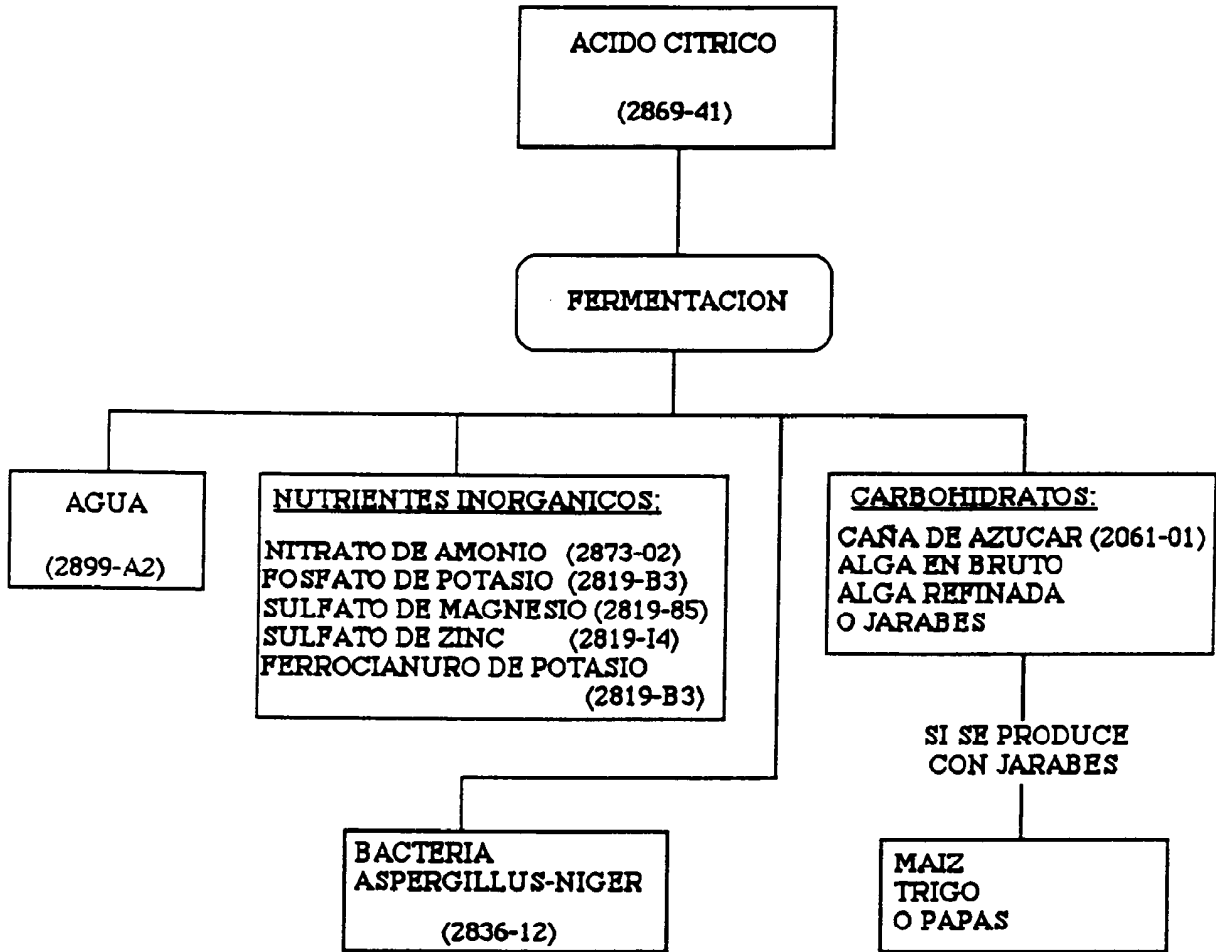 ACIDO CITRICO
(2869-41)
FERMENTACION
AGUA
(2899-A2)
NUTRIENTES INORGANICOS:
NITRATO DE AMONIO (2873-02)
FOSFATO DE POTASIO (2819-B3)
SULFATO DE MAGNESIO (2819-85)
SULFATO DE ZINC (2819-I4)
FERROCIANURO DE POTASIO
(2819-B3)
CARBOHIDRATOS:
CAÑA DE AZUCAR (2061-01)
ALGA EN BRUTO
ALGA REFINADA
O JARABES
SI SE PRODUCE
CON JARABES
BACTERIA
ASPERGILLUS-NIGER
(2836-12)
MAIZ
TRIGO
O PAPAS